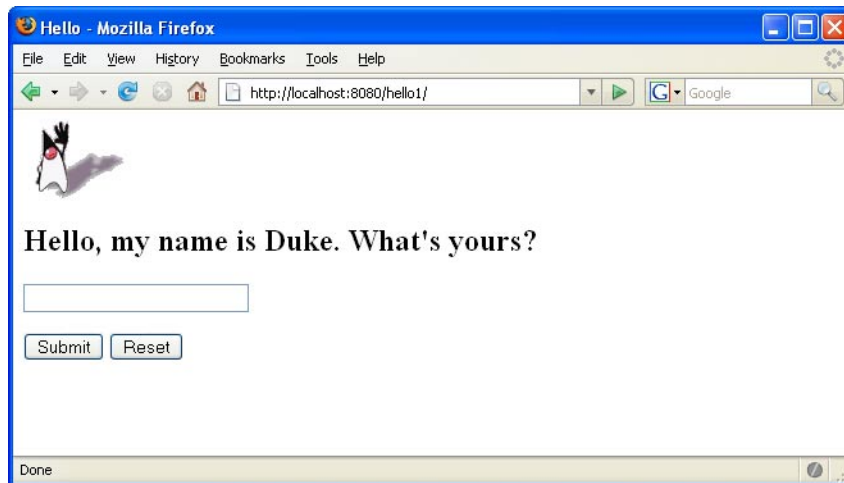 Hello - Mozilla Firefox
File Edit View History Bookmarks Tools Help
http://localhost:8080/hello1/ G Google
Hello, my name is Duke. What's yours?
Submit Reset
Done